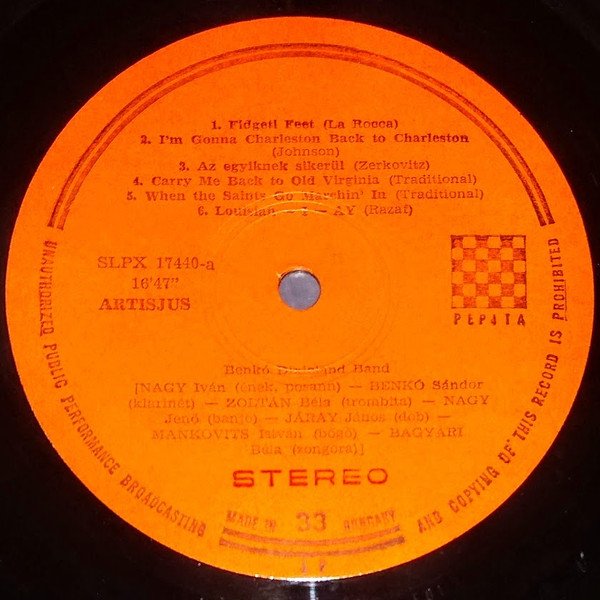 1. Fidgeti Feet (La Rocca)
2. I'm Gonna Charleston Back to Charleston
(Johnson)
3. Az egyiknek sikerül (Zerkovitz)
4. Carry Me Back to Old Virginia (Traditional)
5. When the Saints Go Marchin' In (Traditional)
6. Louisian — I — AY (Razaf)
SLPX 17440-a
16'47"
ARTISJUS
PEPITA
Benkó Dixieland Band
[NAGY Iván (ének, posann) — BENKÓ Sándor
(klarinét) — ZOLTÁN Béla (trombita) — NAGY
Jenő (banjo) — JÁRAY János (dob) —
MANKOVITS István (bőgő) — BAGYARI
Béla (zongora)]
STEREO
MADE IN 33 HUNGARY
UNAUTHORIZED PUBLIC PERFORMANCE BROADCASTING AND COPYING OF THIS RECORD IS PROHIBITED